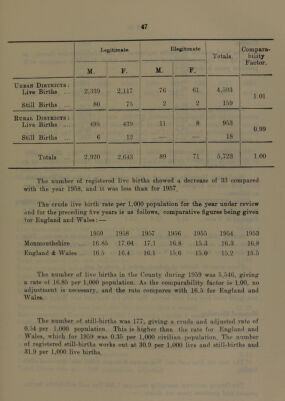 47
Legitimate Illegitimate Totals. Comparability Factor.
M. F. M. F.
URBAN DISTRICTS:
Live Births ... 2,339 2,117 76 61 4,593 1.01
Still Births ... 80 75 2 2 159
RURAL DISTRICTS:
Live Births ... 495 439 11 8 953 0.99
Still Births ... 6 12 — — 18
Totals 2,920 2,643 89 71 5,723 1.00
The number of registered live births showed a decrease of 33 compared
with the year 1958, and it was less than for 1957.
The crude live birth rate per 1,000 population for the year under review
and for the preceding five years is as follows, comparative figures being given
for England and Wales:—
1959 1958 1957 1956 1955 1954 1953
Monmouthshire 16.85 17.04 17.1 16.8 15.3 16.3 16.8
England & Wales 16.5 16.4 16.1 15.6 15.0 15.2 15.5
The number of live births in the County during 1959 was 5,546, giving
a rate of 16.85 per 1,000 population. As the comparability factor is 1.00, no
adjustment is necessary, and the rate compares with 16.5 for England and
Wales.
The number of still-births was 177, giving a crude and adjusted rate of
0.54 per 1,000 population. This is higher than the rate for England and
Wales, which for 1959 was 0.35 per 1,000 civilian population. The number
of registered still-births works out at 30.9 per 1,000 live and still-births and
31.9 per 1,000 live births.